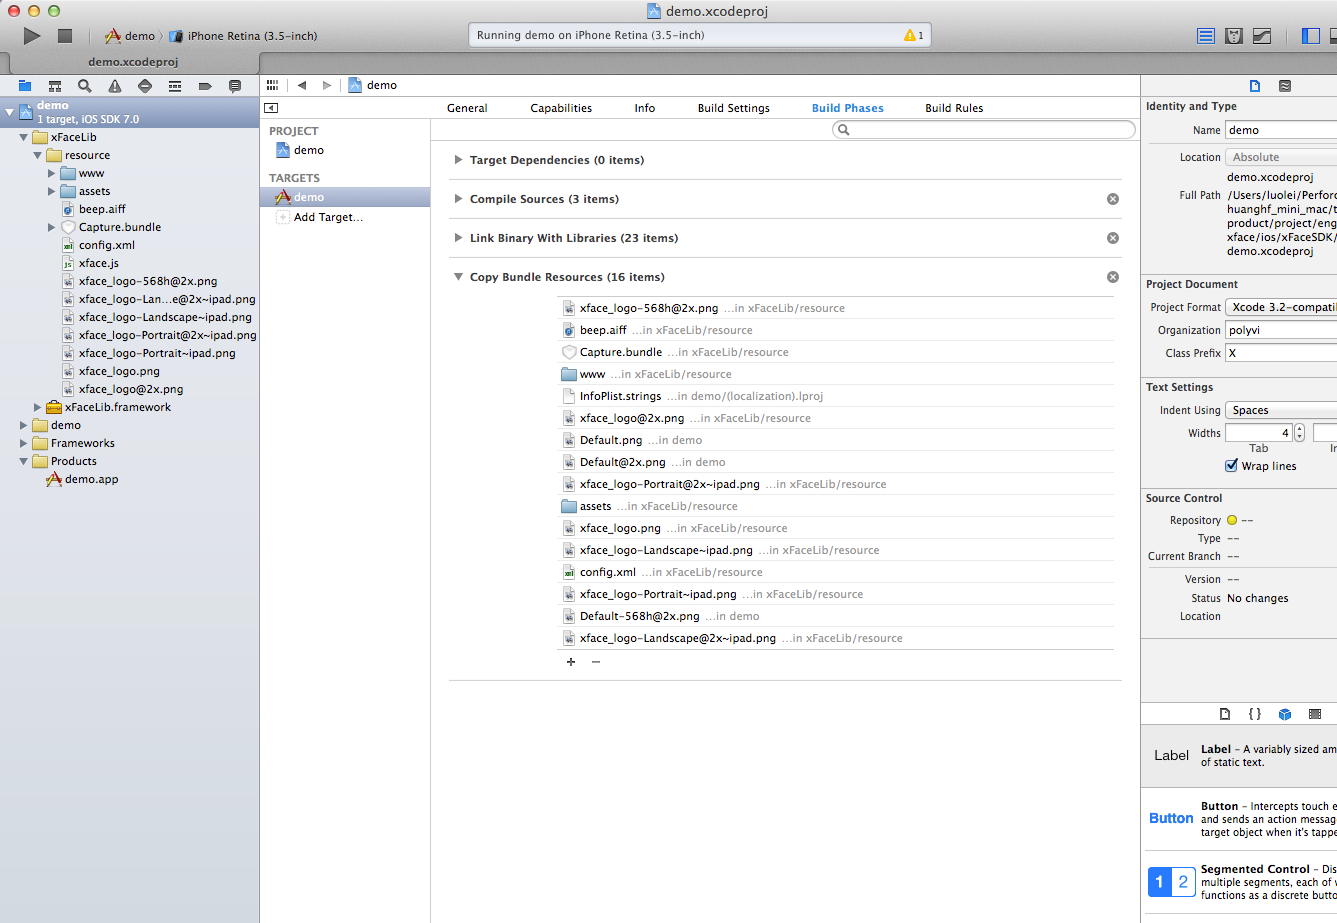 demo.xcodeproj
demo
iPhone Retina (3.5-inch)
Running demo on iPhone Retina (3.5-inch)
1
demo.xcodeproj
demo
1 target, iOS SDK 7.0
xFaceLib
resource
www
assets
beep.aiff
Capture.bundle
config.xml
xface.js
xface_logo-568h@2x.png
xface_logo-Lan...e@2x~ipad.png
xface_logo-Landscape~ipad.png
xface_logo-Portrait@2x~ipad.png
xface_logo-Portrait~ipad.png
xface_logo.png
xface_logo@2x.png
xFaceLib.framework
demo
Frameworks
Products
demo.app
demo
General
Capabilities
Info
Build Settings
Build Phases
Build Rules
PROJECT
demo
TARGETS
demo
Add Target...
Target Dependencies (0 items)
Compile Sources (3 items)
Link Binary With Libraries (23 items)
Copy Bundle Resources (16 items)
xface_logo-568h@2x.png ...in xFaceLib/resource
beep.aiff ...in xFaceLib/resource
Capture.bundle ...in xFaceLib/resource
www ...in xFaceLib/resource
InfoPlist.strings ...in demo/(localization).lproj
xface_logo@2x.png ...in xFaceLib/resource
Default.png ...in demo
Default@2x.png ...in demo
xface_logo-Portrait@2x~ipad.png ...in xFaceLib/resource
assets ...in xFaceLib/resource
xface_logo.png ...in xFaceLib/resource
xface_logo-Landscape~ipad.png ...in xFaceLib/resource
config.xml ...in xFaceLib/resource
xface_logo-Portrait~ipad.png ...in xFaceLib/resource
Default-568h@2x.png ...in demo
xface_logo-Landscape@2x~ipad.png ...in xFaceLib/resource
+ −
Identity and Type
Name demo
Location Absolute
demo.xcodeproj
Full Path /Users/luolei/Perforc
huanghf_mini_mac/t
product/project/eng
xface/ios/xFaceSDK/
demo.xcodeproj
Project Document
Project Format Xcode 3.2-compatil
Organization polyvi
Class Prefix X
Text Settings
Indent Using Spaces
Widths 4
Tab In
Wrap lines
Source Control
Repository --
Type --
Current Branch --
Version --
Status No changes
Location
{ }
Label
Label – A variably sized am
of static text.
Button
Button – Intercepts touch e
and sends an action messag
target object when it's tappe
1 2
Segmented Control – Dis
multiple segments, each of v
functions as a discrete butto